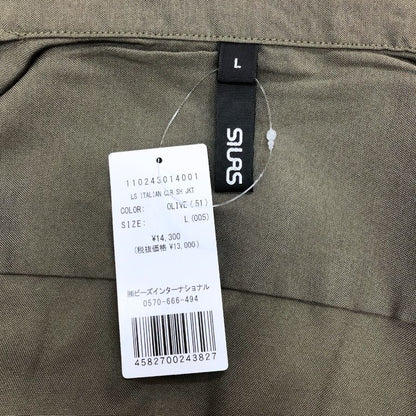 L
SILAS
110243014001
LS ITALIAN CLR SH JKT
COLOR: OLIVE(.51)
SIZE: L(005)
¥14,300
(税抜価格 ¥13,000)
㈱ビーズインターナショナル
0570-666-494
4582700243827